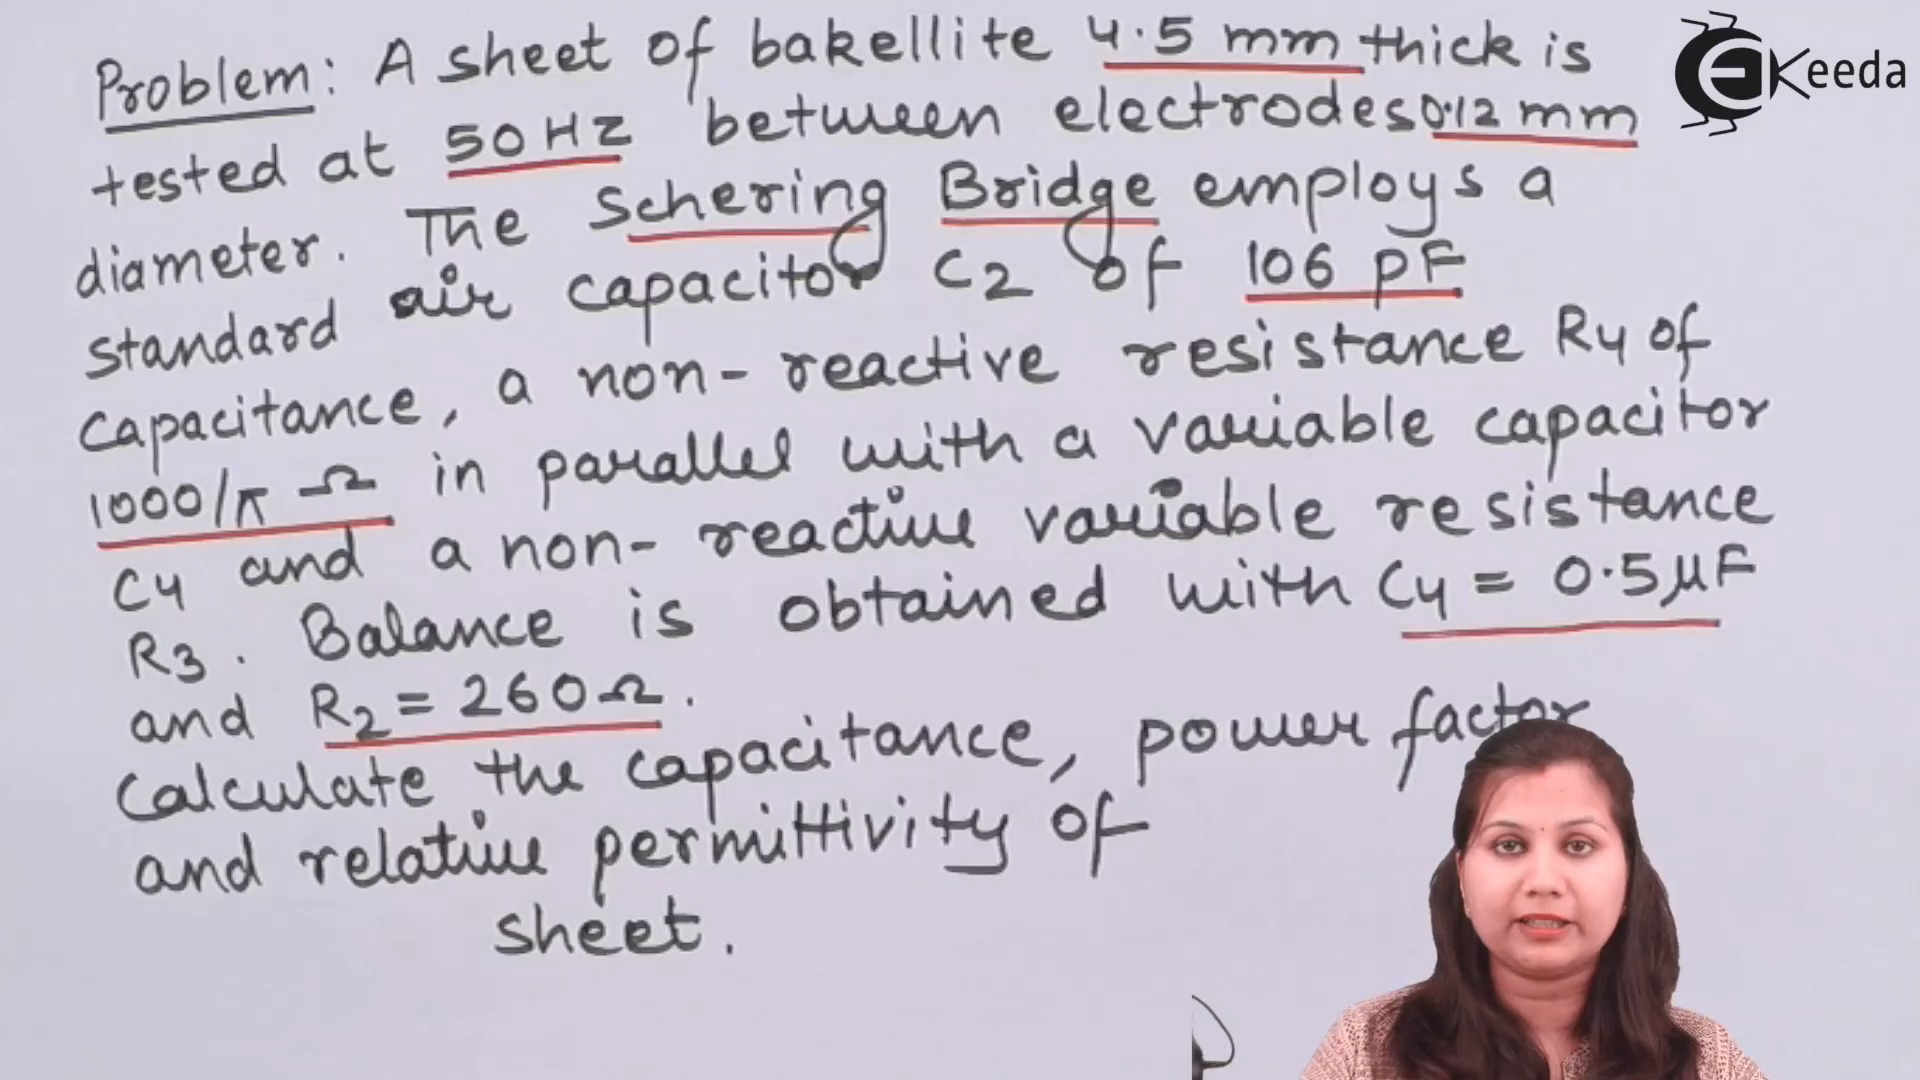 Problem: A sheet of bakellite 4.5 mm thick is
tested at 50 HZ between electrodes 0.12 mm
diameter. The Schering Bridge employs a
standard air capacitor C2 of 106 PF
Capacitance, a non-reactive resistance R4 of
1000/π Ω in parallel with a variable capacitor
C4 and a non-reactive variable resistance
R3. Balance is obtained with C4 = 0.5 μF
and R2 = 260 Ω.
Calculate the capacitance, power factor
and relative permittivity of
sheet.
EKeeda